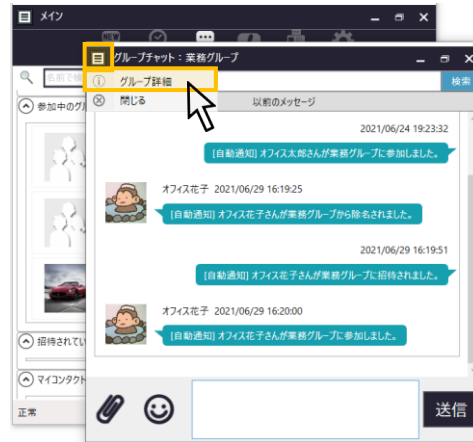 メイン
グループチャット：業務グループ
名前で検
グループ詳細
検索
閉じる
以前のメッセージ
参加中のグ
2021/06/24 19:23:32
[自動通知] オフィス太郎さんが業務グループに参加しました。
オフィス花子 2021/06/29 16:19:25
[自動通知] オフィス花子さんが業務グループから除名されました。
2021/06/29 16:19:51
[自動通知] オフィス花子さんが業務グループに招待されました。
オフィス花子 2021/06/29 16:20:00
[自動通知] オフィス花子さんが業務グループに参加しました。
招待されてい
マイコンタクト
正常
送信